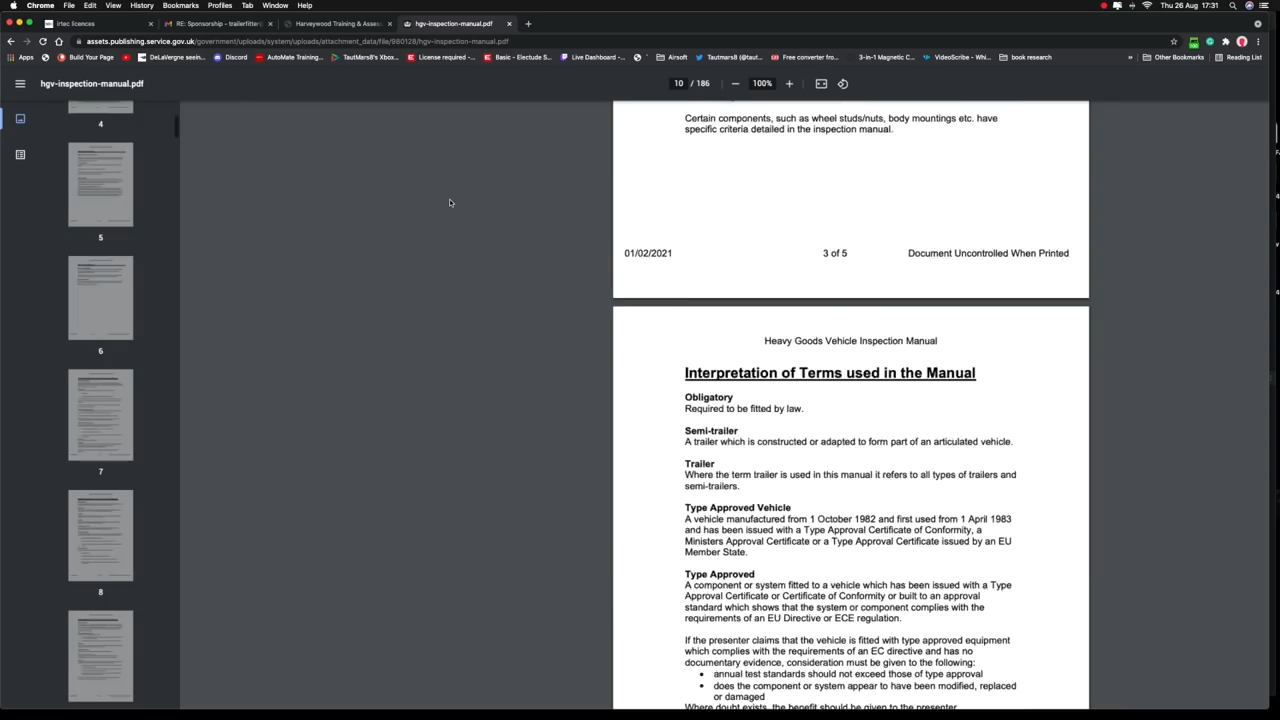 Chrome File Edit View History Bookmarks Profiles Tab Window Help Thu 26 Aug 17:31
irtec licences RE: Sponsorship - trailerfitter Harveywood Training & Asse hgv-inspection-manual.pdf
assets.publishing.service.gov.uk/government/uploads/system/uploads/attachment_data/file/980128/hgv-inspection-manual.pdf
Apps G Build Your Page DeLaVergne seein... Discord AutoMate Training... TautMars8's Xbox... License required -... Basic - Electude S... Live Dashboard -... Airsoft Tautmars8 (@taut... Free converter fro... 3-in-1 Magnetic C... VideoScribe - Whi... book research » Other Bookmarks Reading List
hgv-inspection-manual.pdf 10 / 186 100%
4
5
6
7
8
Certain components, such as wheel studs/nuts, body mountings etc. have
specific criteria detailed in the inspection manual.
01/02/2021 3 of 5 Document Uncontrolled When Printed
Heavy Goods Vehicle Inspection Manual
Interpretation of Terms used in the Manual
Obligatory
Required to be fitted by law.
Semi-trailer
A trailer which is constructed or adapted to form part of an articulated vehicle.
Trailer
Where the term trailer is used in this manual it refers to all types of trailers and
semi-trailers.
Type Approved Vehicle
A vehicle manufactured from 1 October 1982 and first used from 1 April 1983
and has been issued with a Type Approval Certificate of Conformity, a
Ministers Approval Certificate or a Type Approval Certificate issued by an EU
Member State.
Type Approved
A component or system fitted to a vehicle which has been issued with a Type
Approval Certificate or Certificate of Conformity or built to an approval
standard which shows that the system or component complies with the
requirements of an EU Directive or ECE regulation.
If the presenter claims that the vehicle is fitted with type approved equipment
which complies with the requirements of an EC directive and has no
documentary evidence, consideration must be given to the following:
• annual test standards should not exceed those of type approval
• does the component or system appear to have been modified, replaced
or damaged
Where doubt exists, the benefit should be given to the presenter.